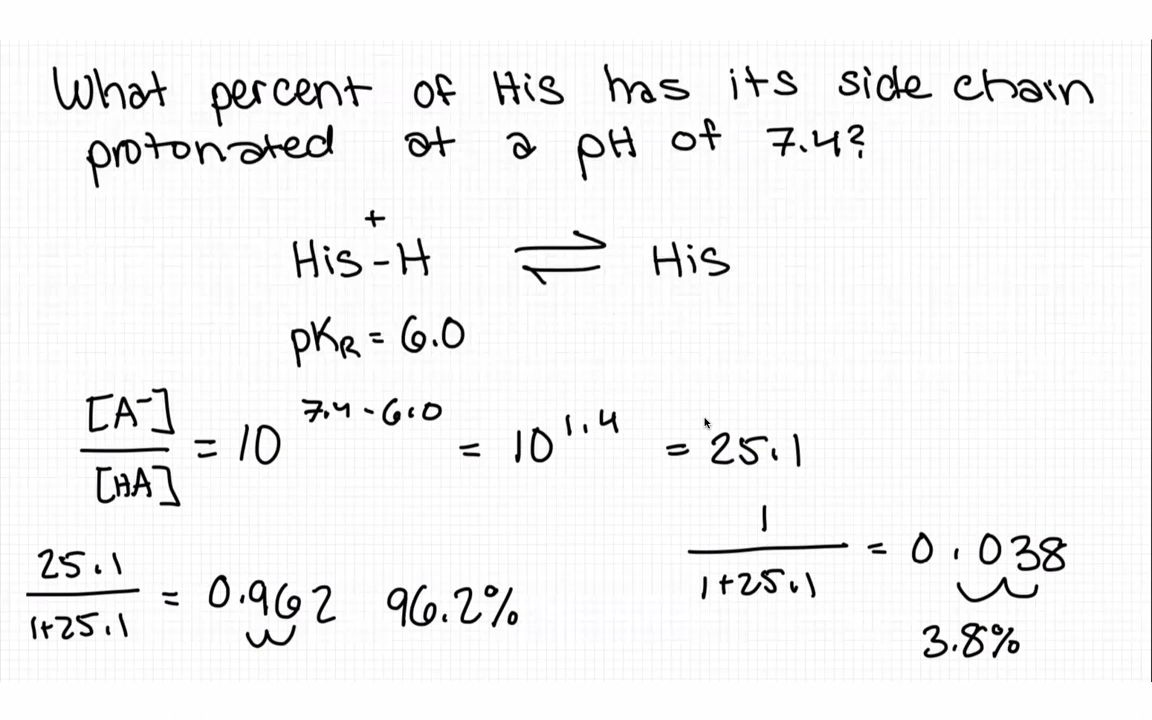 What percent of His has its side chain
protonated at a pH of 7.4?
+
His-H ⇌ His
pKR = 6.0
[A-]/[HA] = 10^7.4-6.0 = 10^1.4 = 25.1
25.1/1+25.1 = 0.962 96.2%
1/1+25.1 = 0.038
3.8%